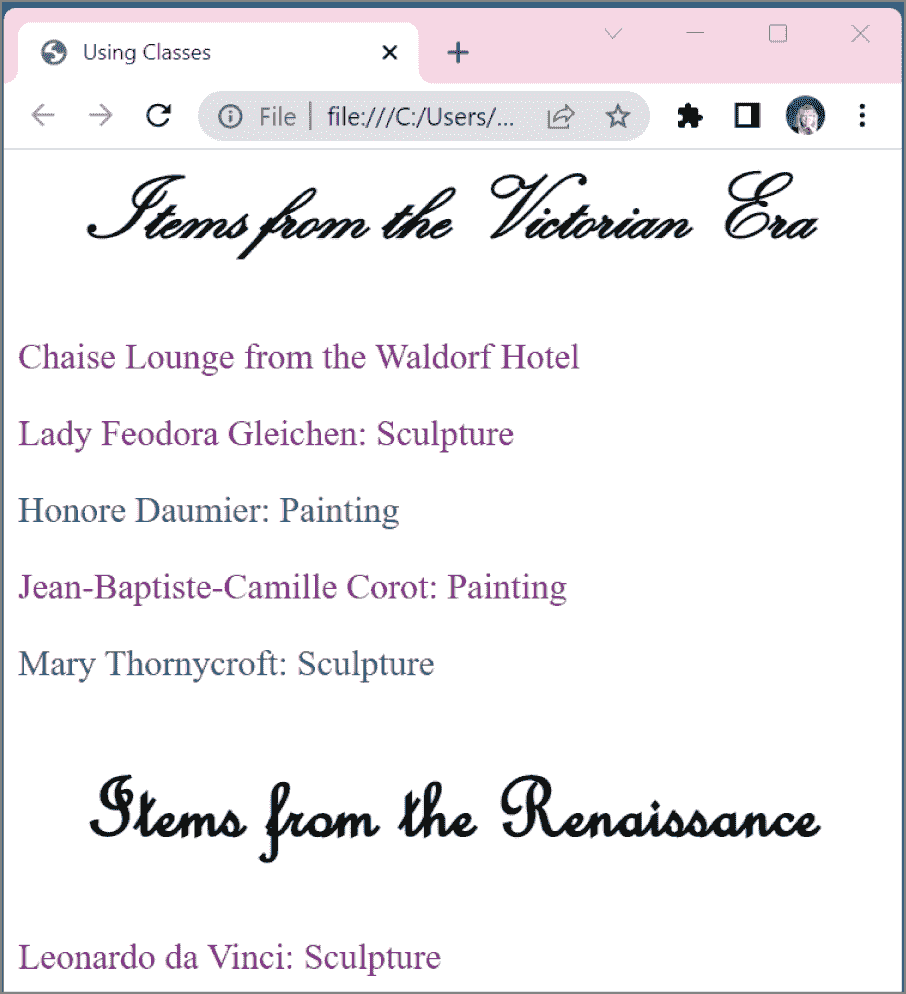 Using Classes
File
file:///C:/Users/...
Items from the Victorian Era
Chaise Lounge from the Waldorf Hotel
Lady Feodora Gleichen: Sculpture
Honore Daumier: Painting
Jean-Baptiste-Camille Corot: Painting
Mary Thornycroft: Sculpture
Items from the Renaissance
Leonardo da Vinci: Sculpture